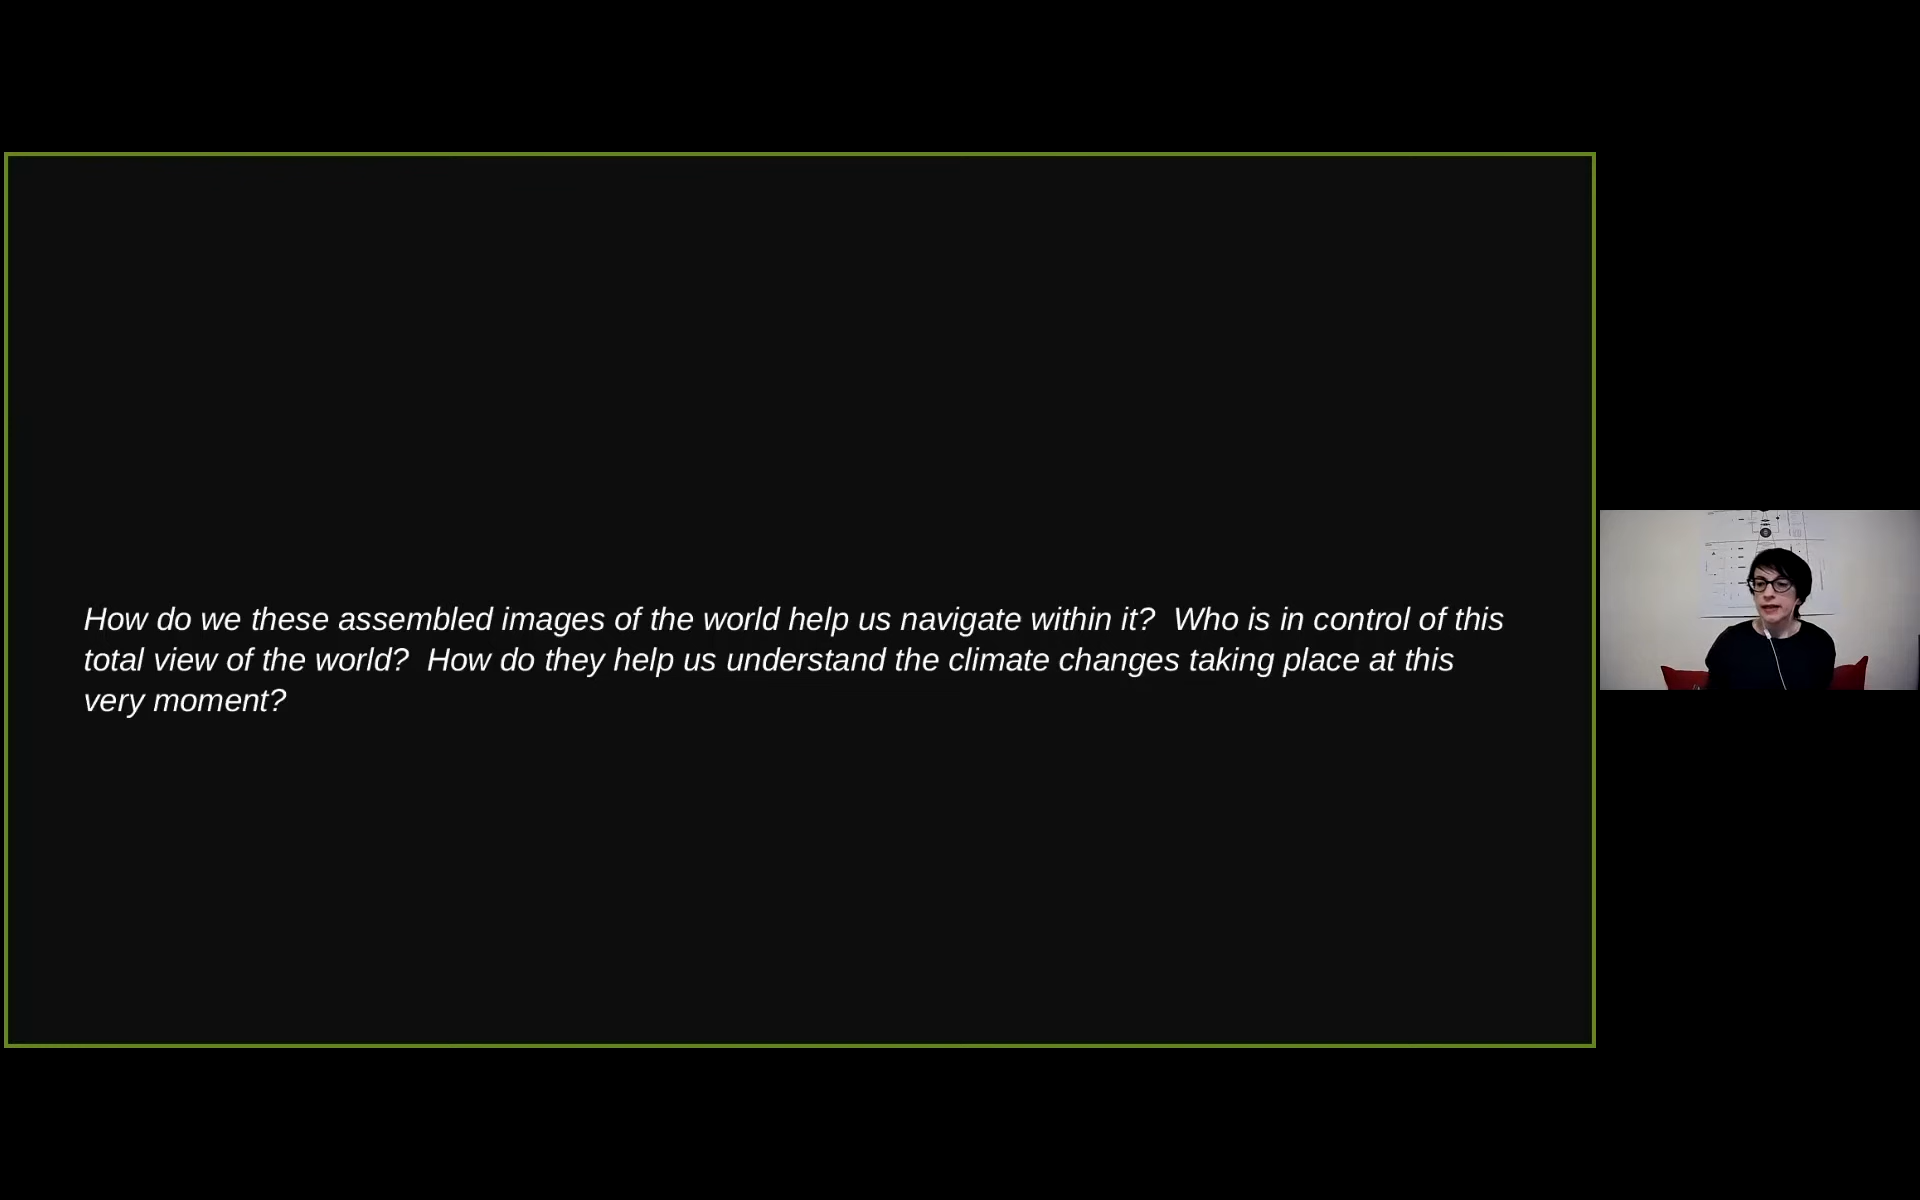 How do we these assembled images of the world help us navigate within it?  Who is in control of this
total view of the world?  How do they help us understand the climate changes taking place at this
very moment?